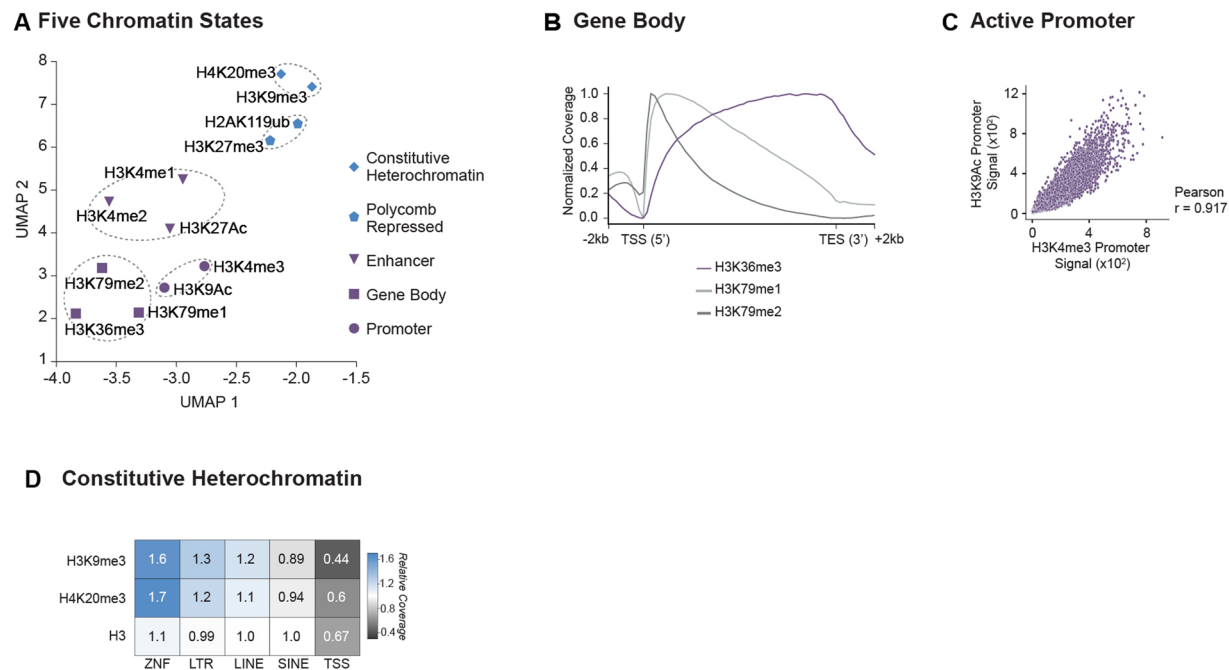 A Five Chromatin States
8
7
6
5
4
3
2
1
UMAP 2
-4.0 -3.5 -3.0 -2.5 -2.0 -1.5
UMAP 1
H4K20me3
H3K9me3
H2AK119ub
H3K27me3
H3K4me1
H3K4me2
H3K27Ac
H3K4me3
H3K79me2
H3K9Ac
H3K79me1
H3K36me3
Constitutive
Heterochromatin
Polycomb
Repressed
Enhancer
Gene Body
Promoter
B Gene Body
Normalized Coverage
1.0
0.8
0.6
0.4
0.2
0.0
-2kb TSS (5') TES (3') +2kb
H3K36me3
H3K79me1
H3K79me2
C Active Promoter
H3K9Ac Promoter
Signal (x10²)
12
8
4
0
0 4 8
H3K4me3 Promoter
Signal (x10²)
Pearson
r = 0.917
D Constitutive Heterochromatin
H3K9me3 1.6 1.3 1.2 0.89 0.44
H4K20me3 1.7 1.2 1.1 0.94 0.6
H3 1.1 0.99 1.0 1.0 0.67
ZNF LTR LINE SINE TSS
1.6
1.2
0.8
0.4
Relative Coverage